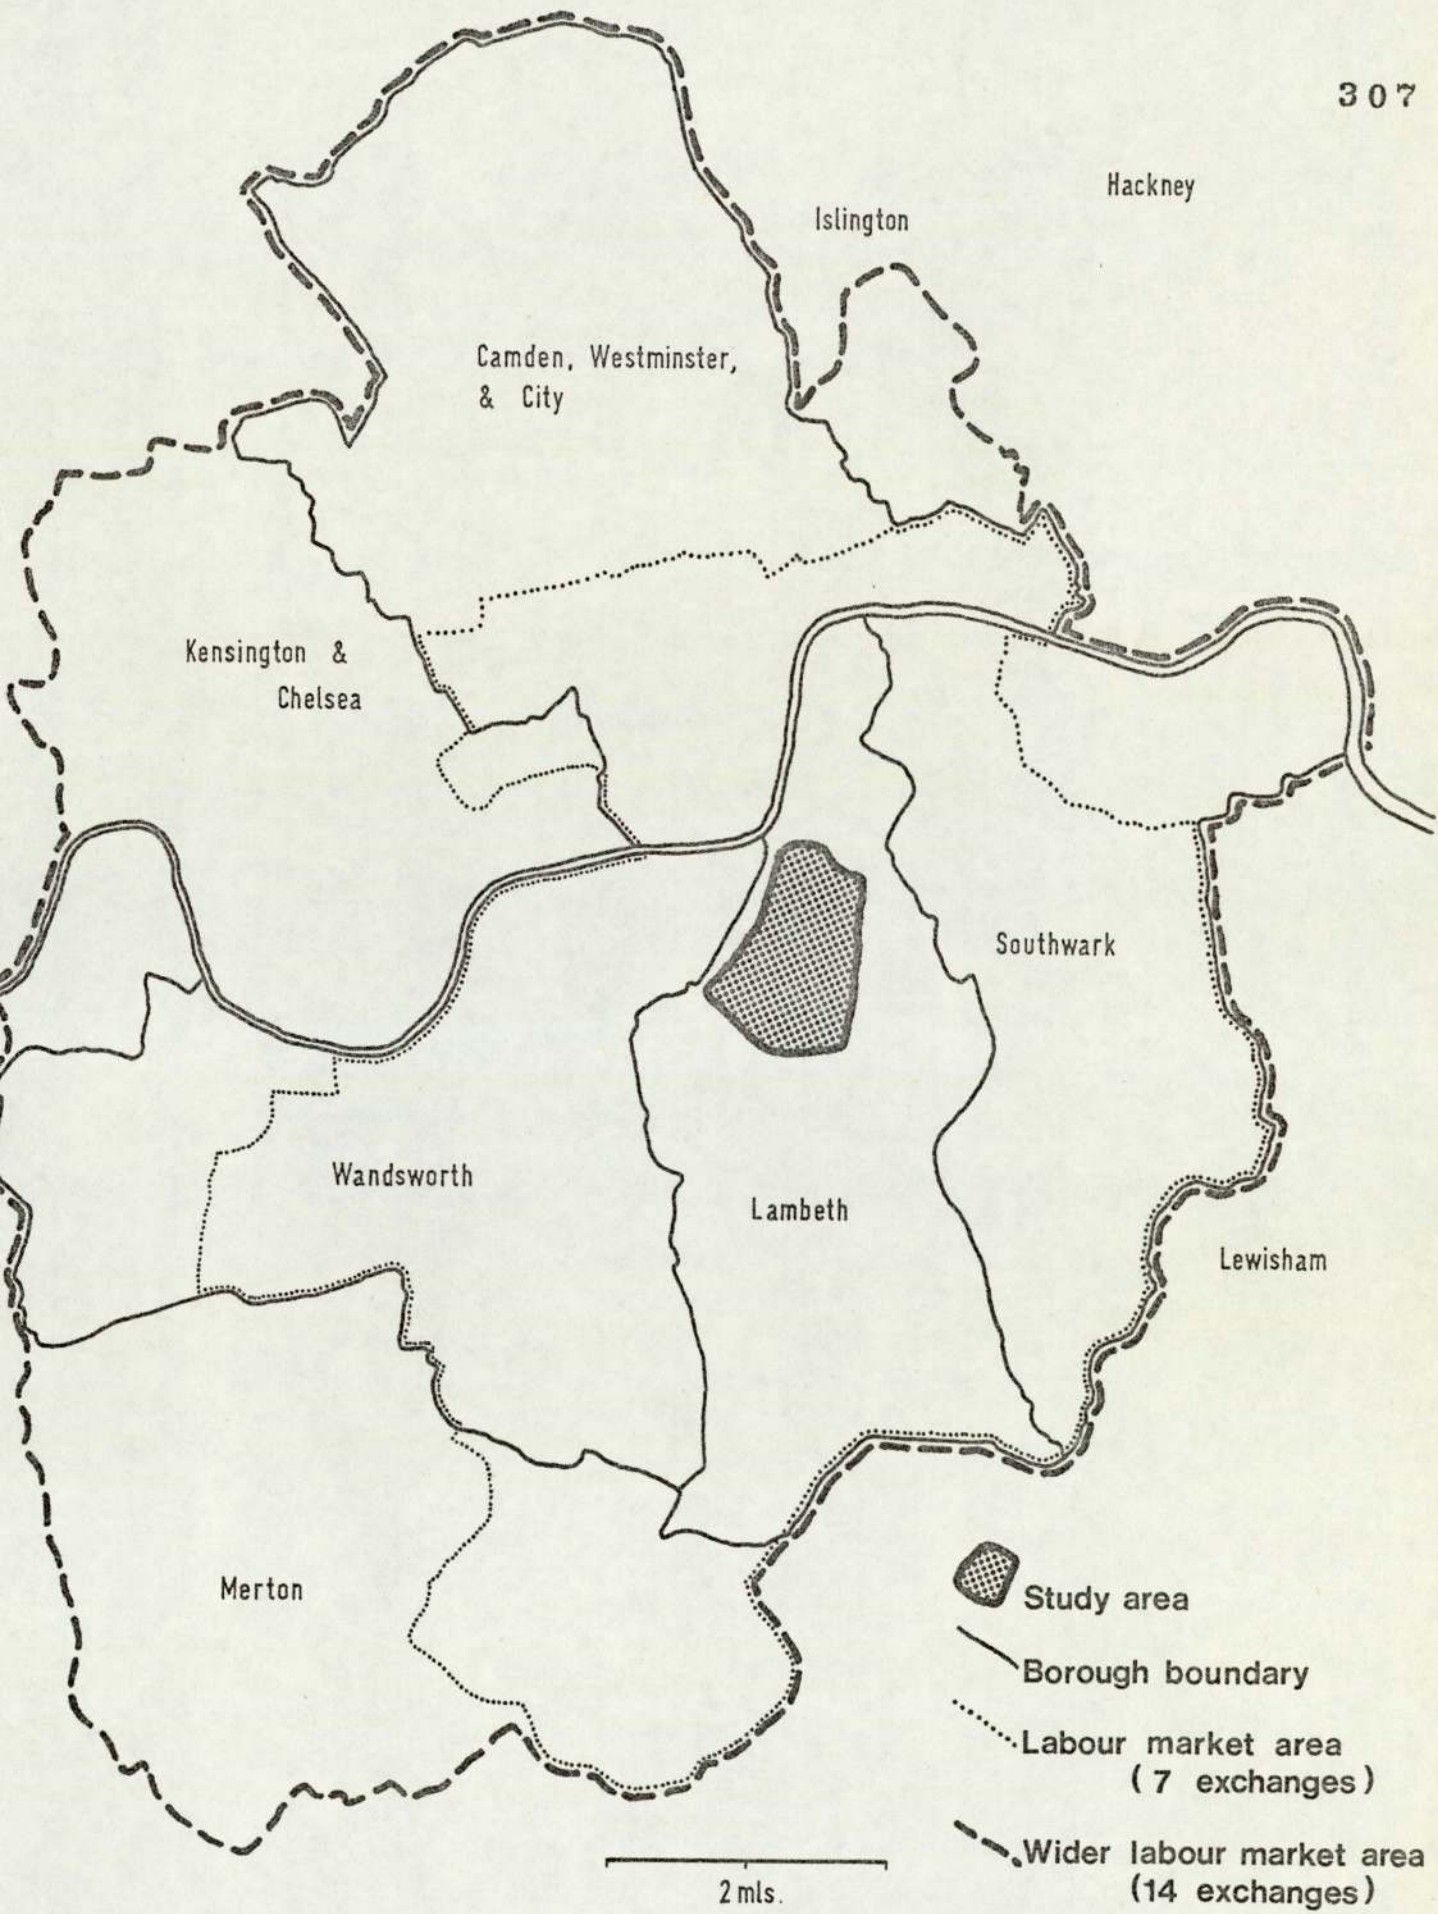 307
Hackney
Islington
Camden, Westminster,
& City
Kensington &
Chelsea
Southwark
Wandsworth
Lambeth
Lewisham
Merton
Study area
Borough boundary
Labour market area
(7 exchanges)
Wider labour market area
(14 exchanges)
2 mls.